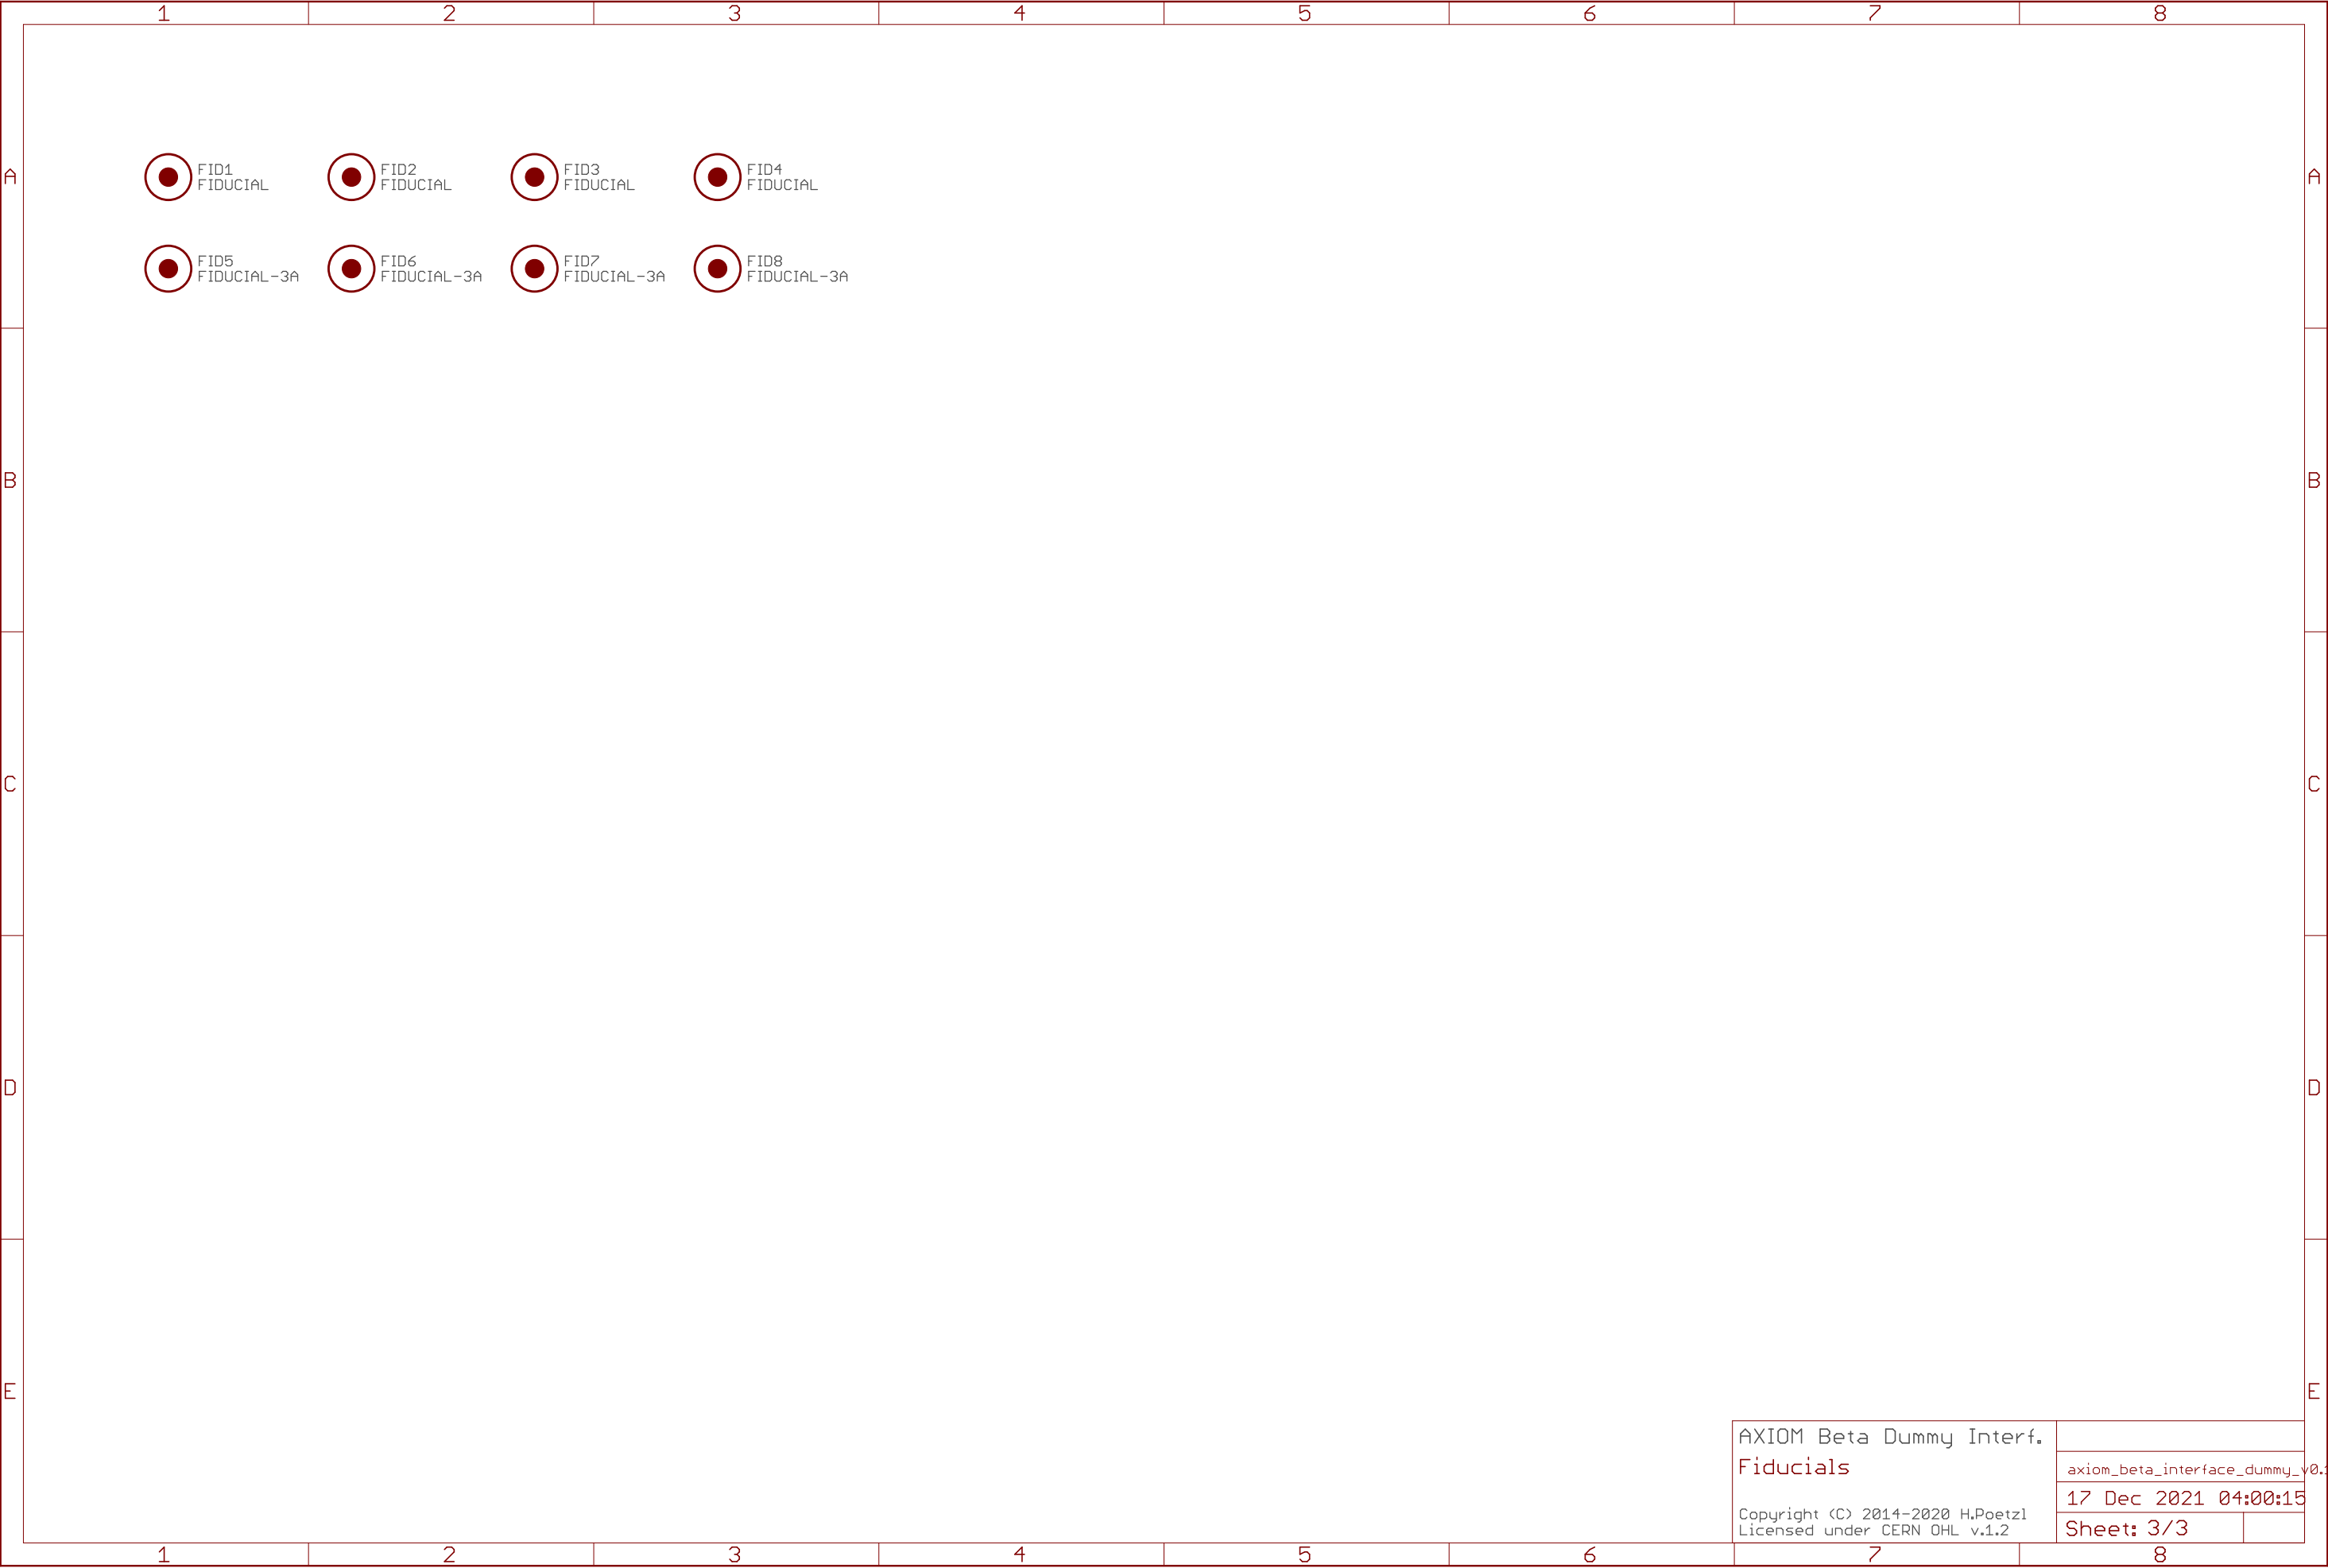 1 2 3 4 5 6 7 8
A A
FID1 FID2 FID3 FID4
FIDUCIAL FIDUCIAL FIDUCIAL FIDUCIAL
FID5 FID6 FID7 FID8
FIDUCIAL-3A FIDUCIAL-3A FIDUCIAL-3A FIDUCIAL-3A
B B
C C
D D
E E
AXIOM Beta Dummy Interf.
Fiducials
axiom_beta_interface_dummy_v0.
17 Dec 2021 04:00:15
Copyright (C) 2014-2020 H.Poetzl
Licensed under CERN OHL v.1.2
Sheet: 3/3
1 2 3 4 5 6 7 8